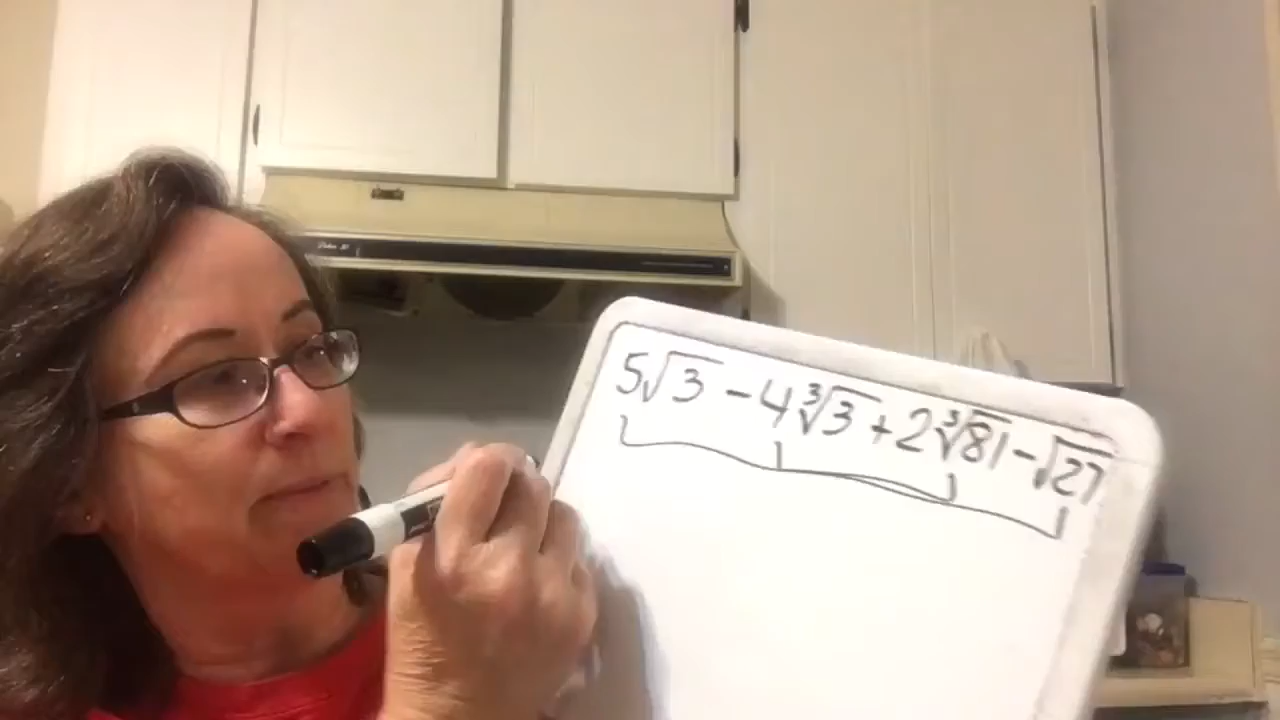 5√3 - 4∛3 + 2∛81 - √27